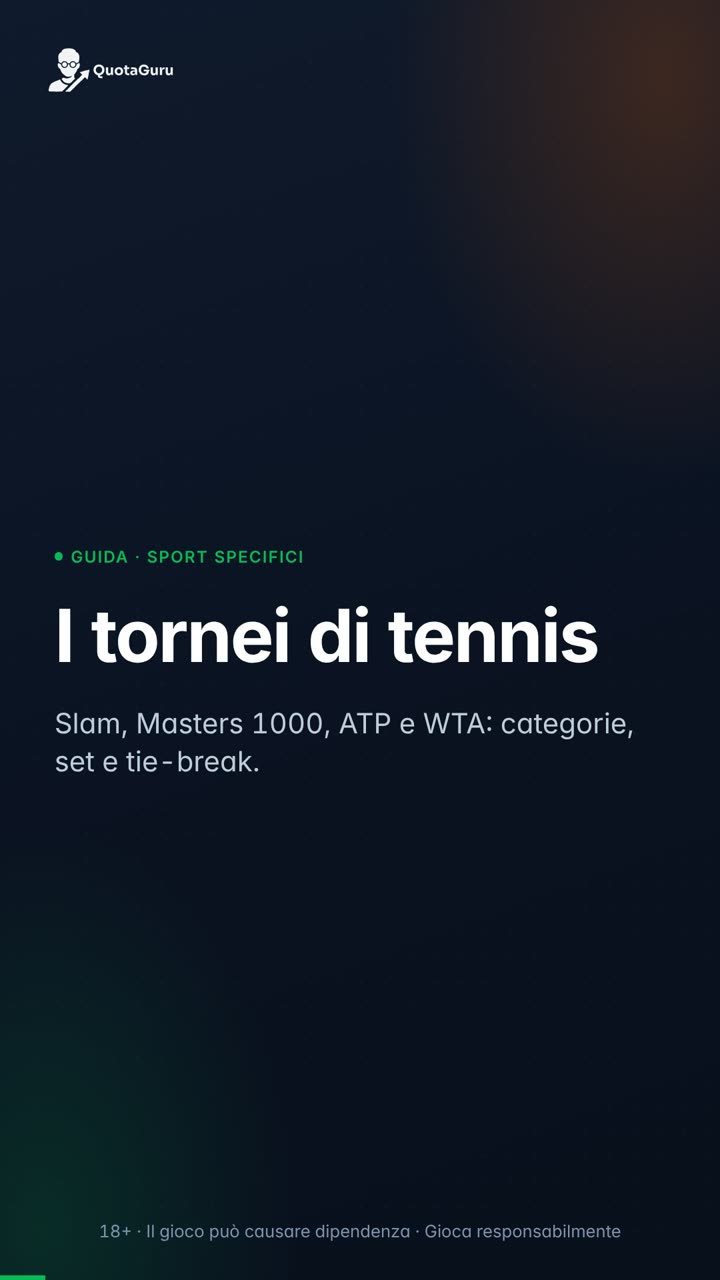 QuotaGuru
GUIDA · SPORT SPECIFICI
I tornei di tennis
Slam, Masters 1000, ATP e WTA: categorie,
set e tie-break.
18+ · Il gioco può causare dipendenza · Gioca responsabilmente